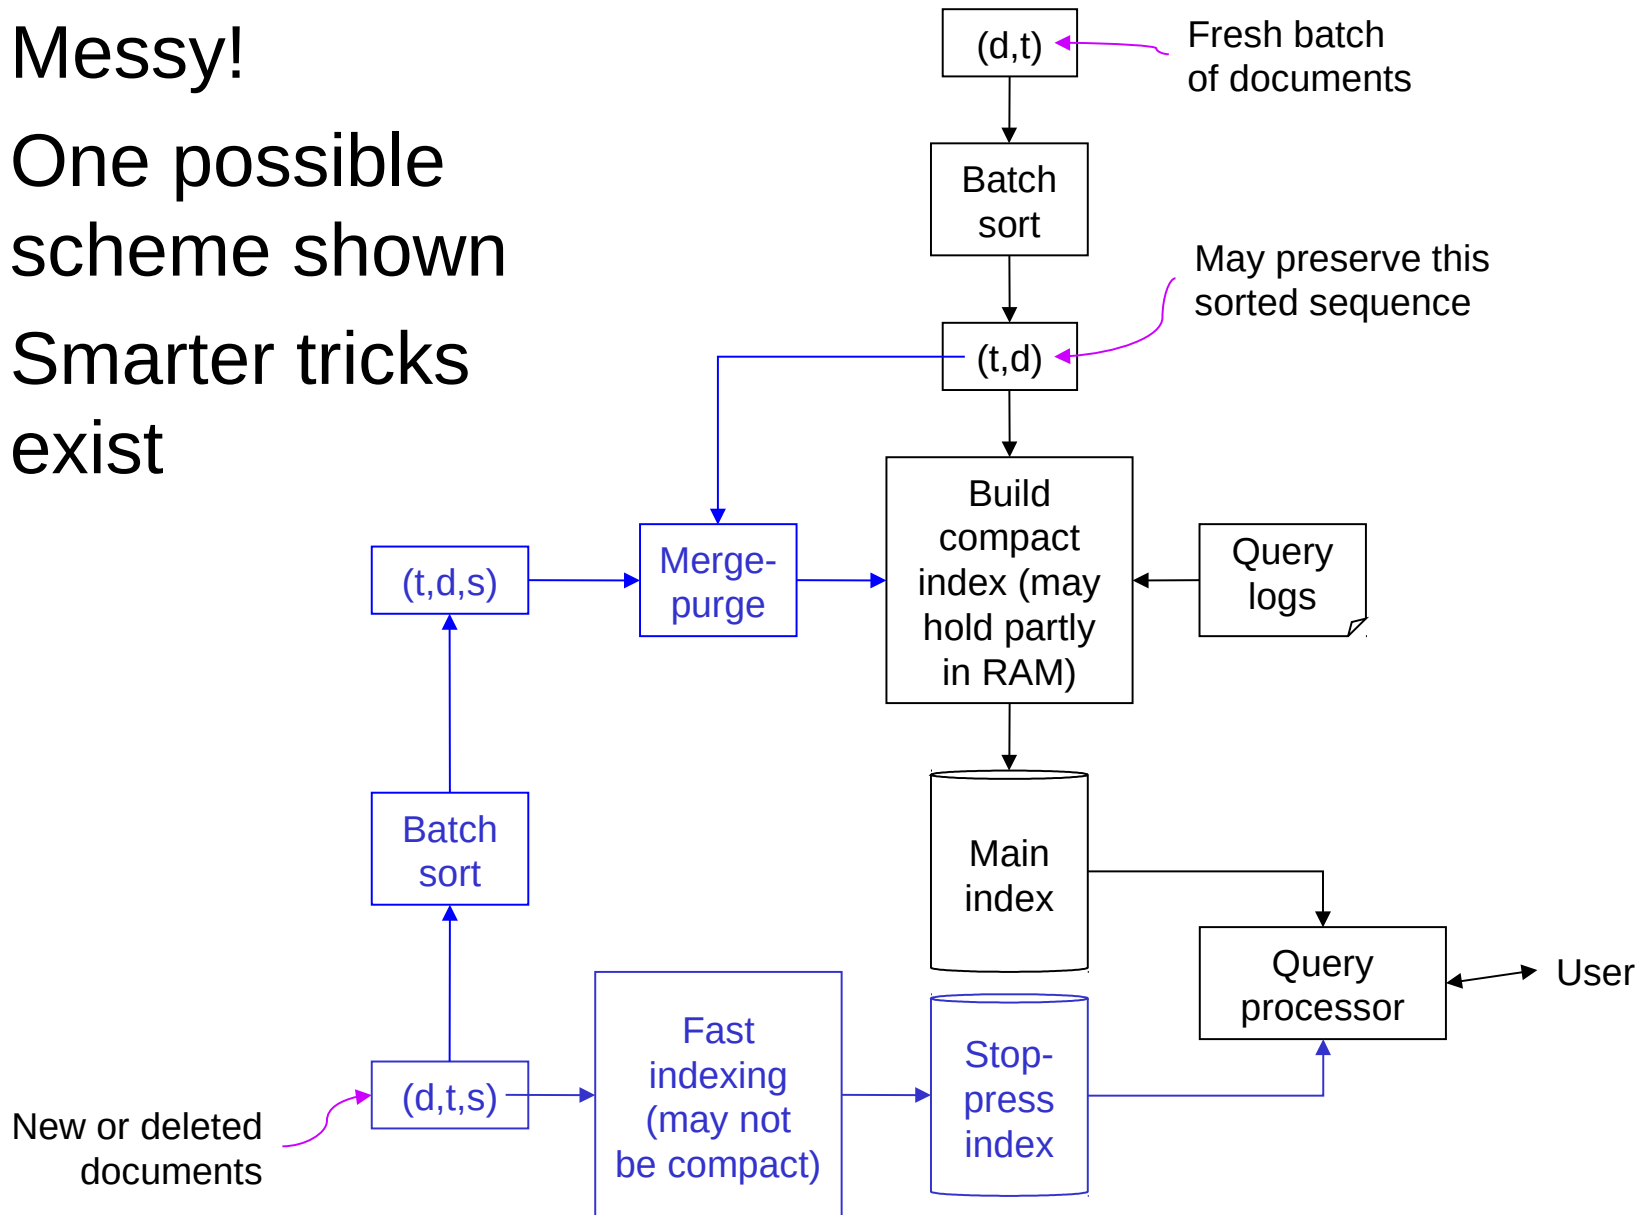 Messy!
One possible
scheme shown
Smarter tricks
exist
(d,t)
Fresh batch
of documents
Batch
sort
May preserve this
sorted sequence
(t,d)
Build
compact
index (may
hold partly
in RAM)
Query
logs
Merge-
purge
(t,d,s)
Batch
sort
Main
index
Query
processor
User
(d,t,s)
New or deleted
documents
Fast
indexing
(may not
be compact)
Stop-
press
index